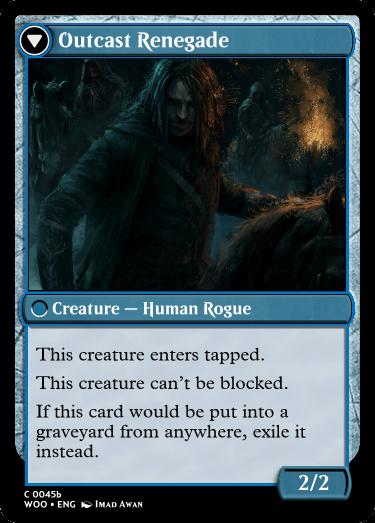 Outcast Renegade
Creature — Human Rogue
This creature enters tapped.
This creature can't be blocked.
If this card would be put into a
graveyard from anywhere, exile it
instead.
2/2
C 0045b
WOO • ENG Imad Awan